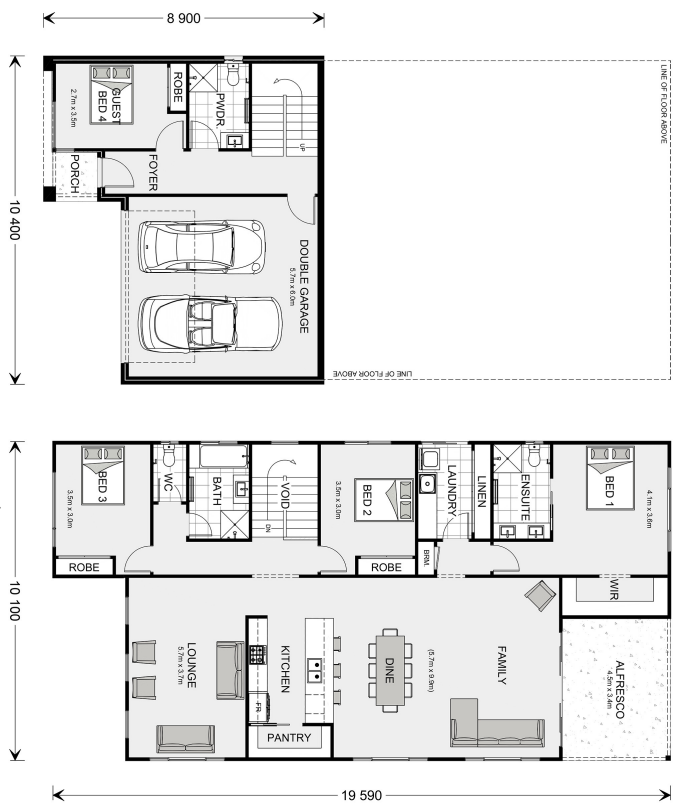 8 900
LINE OF FLOOR ABOVE
ROBE
GUEST
BED 4
2.7m x 3.5m
PWDR.
UP
PORCH
FOYER
10 400
DOUBLE GARAGE
5.7m x 6.0m
LINE OF FLOOR ABOVE
BED 3
3.5m x 3.0m
ROBE
WC
BATH
VOID
DN
BED 2
3.5m x 3.0m
ROBE
LAUNDRY
LINEN
BRM.
ENSUITE
BED 1
4.1m x 3.6m
WIR
10 100
LOUNGE
5.7m x 3.7m
KITCHEN
FR
PANTRY
DINE
(5.7m x 9.9m)
FAMILY
ALFRESCO
4.5m x 3.4m
19 590